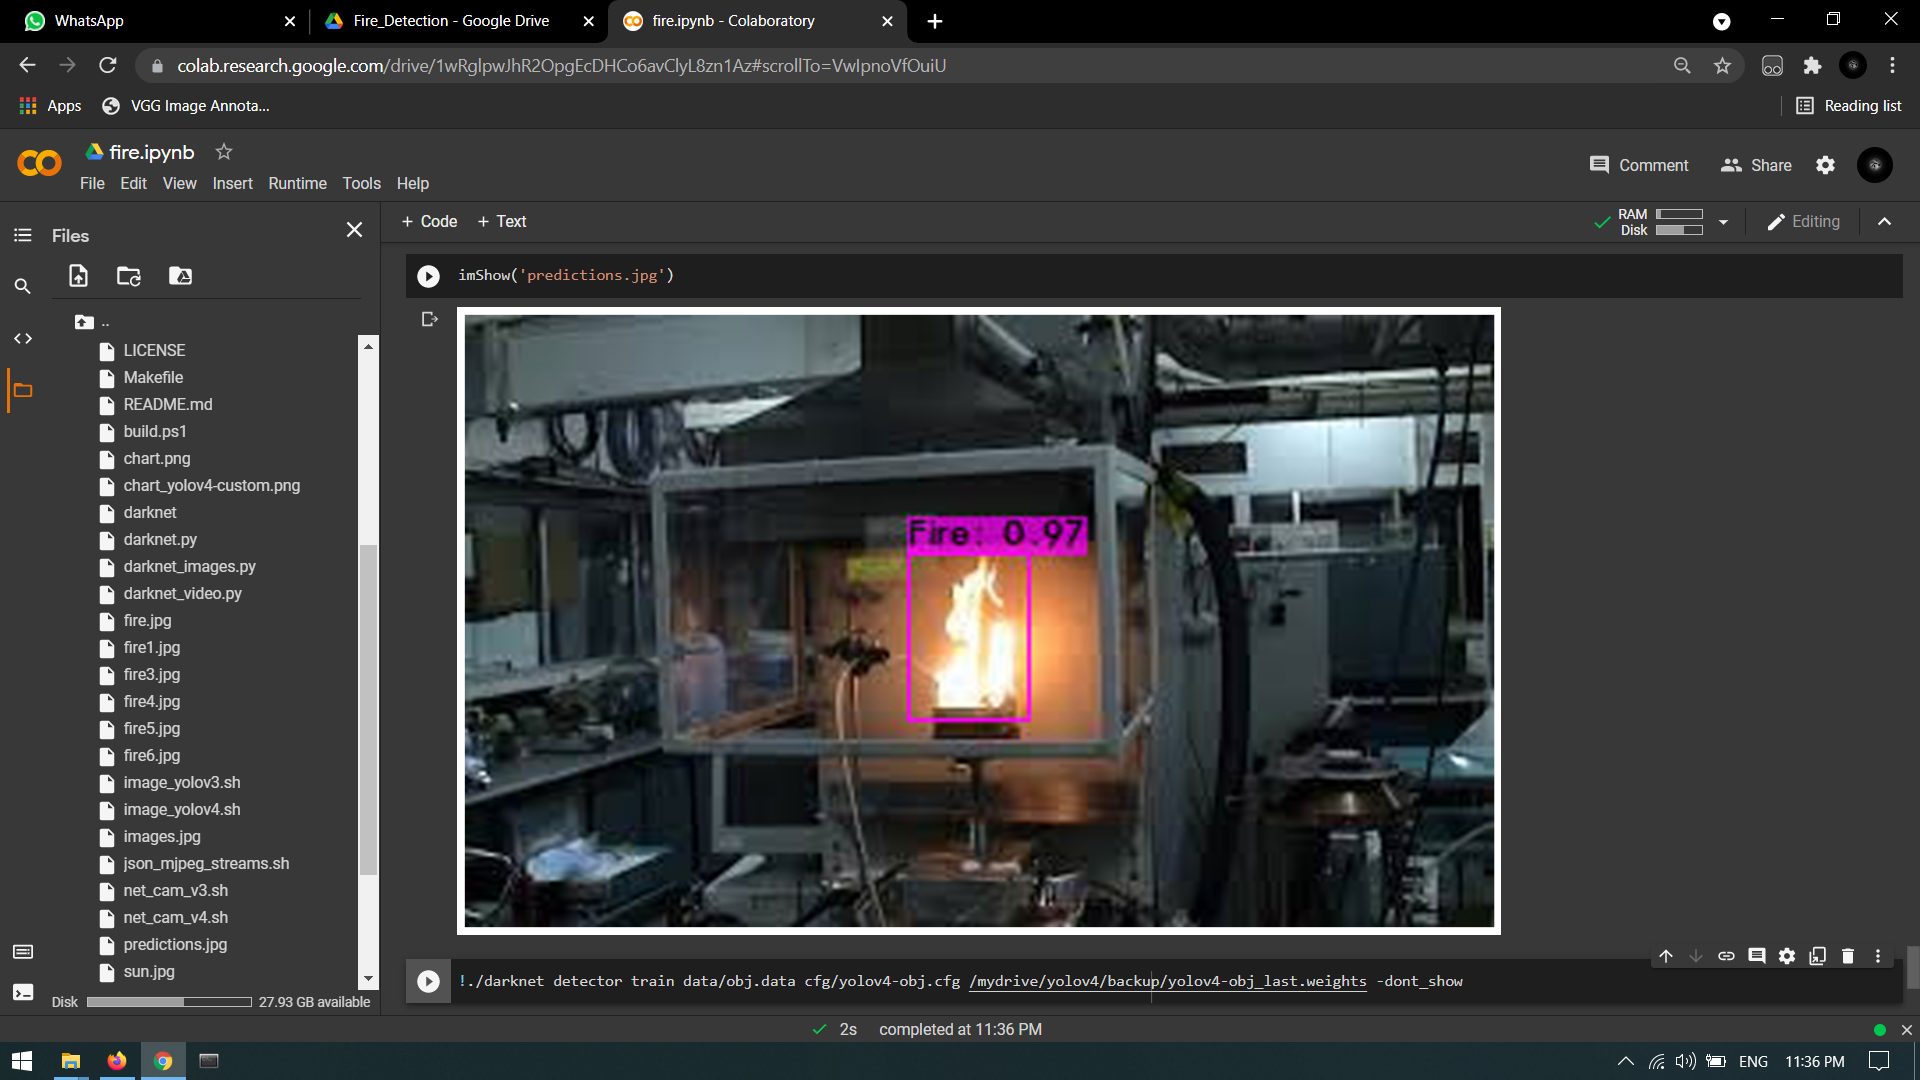 WhatsApp
Fire_Detection - Google Drive
fire.ipynb - Colaboratory
colab.research.google.com/drive/1wRglpwJhR2OpgEcDHCo6avClyL8zn1Az#scrollTo=VwIpnoVfOuiU
Apps
VGG Image Annota...
Reading list
fire.ipynb
File Edit View Insert Runtime Tools Help
Comment
Share
Files
+ Code + Text
RAM
Disk
Editing
imShow('predictions.jpg')
..
LICENSE
Makefile
README.md
build.ps1
chart.png
chart_yolov4-custom.png
darknet
darknet.py
darknet_images.py
darknet_video.py
fire.jpg
fire1.jpg
fire3.jpg
fire4.jpg
fire5.jpg
fire6.jpg
image_yolov3.sh
image_yolov4.sh
images.jpg
json_mjpeg_streams.sh
net_cam_v3.sh
net_cam_v4.sh
predictions.jpg
sun.jpg
Disk 27.93 GB available
Fire: 0.97
!./darknet detector train data/obj.data cfg/yolov4-obj.cfg /mydrive/yolov4/backup/yolov4-obj_last.weights -dont_show
2s completed at 11:36 PM
ENG 11:36 PM